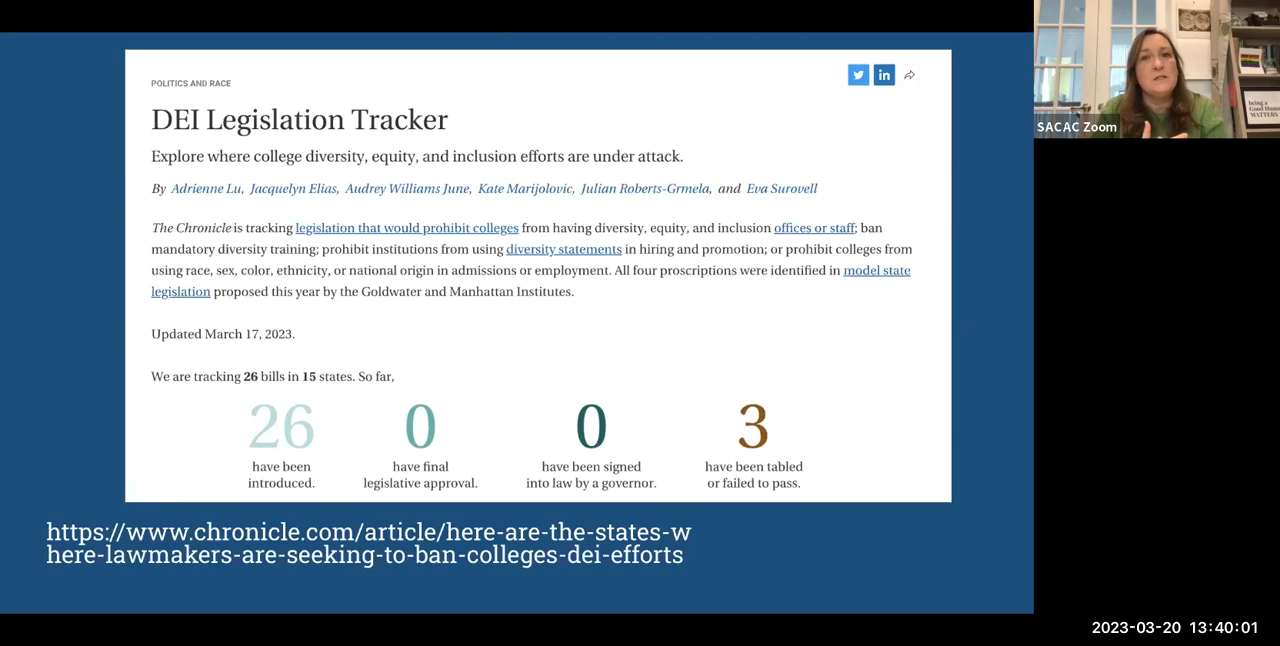 POLITICS AND RACE
in
DEI Legislation Tracker
Explore where college diversity, equity, and inclusion efforts are under attack.
By Adrienne Lu, Jacquelyn Elias, Audrey Williams June, Kate Marijolovic, Julian Roberts-Grmela, and Eva Surovell
The Chronicle is tracking legislation that would prohibit colleges from having diversity, equity, and inclusion offices or staff; ban
mandatory diversity training; prohibit institutions from using diversity statements in hiring and promotion; or prohibit colleges from
using race, sex, color, ethnicity, or national origin in admissions or employment. All four proscriptions were identified in model state
legislation proposed this year by the Goldwater and Manhattan Institutes.
Updated March 17, 2023.
We are tracking 26 bills in 15 states. So far,
26
have been
introduced.
0
have final
legislative approval.
0
have been signed
into law by a governor.
3
have been tabled
or failed to pass.
https://www.chronicle.com/article/here-are-the-states-w
here-lawmakers-are-seeking-to-ban-colleges-dei-efforts
being a
Good Human
MATTERS
SACAC Zoom
2023-03-20 13:40:01